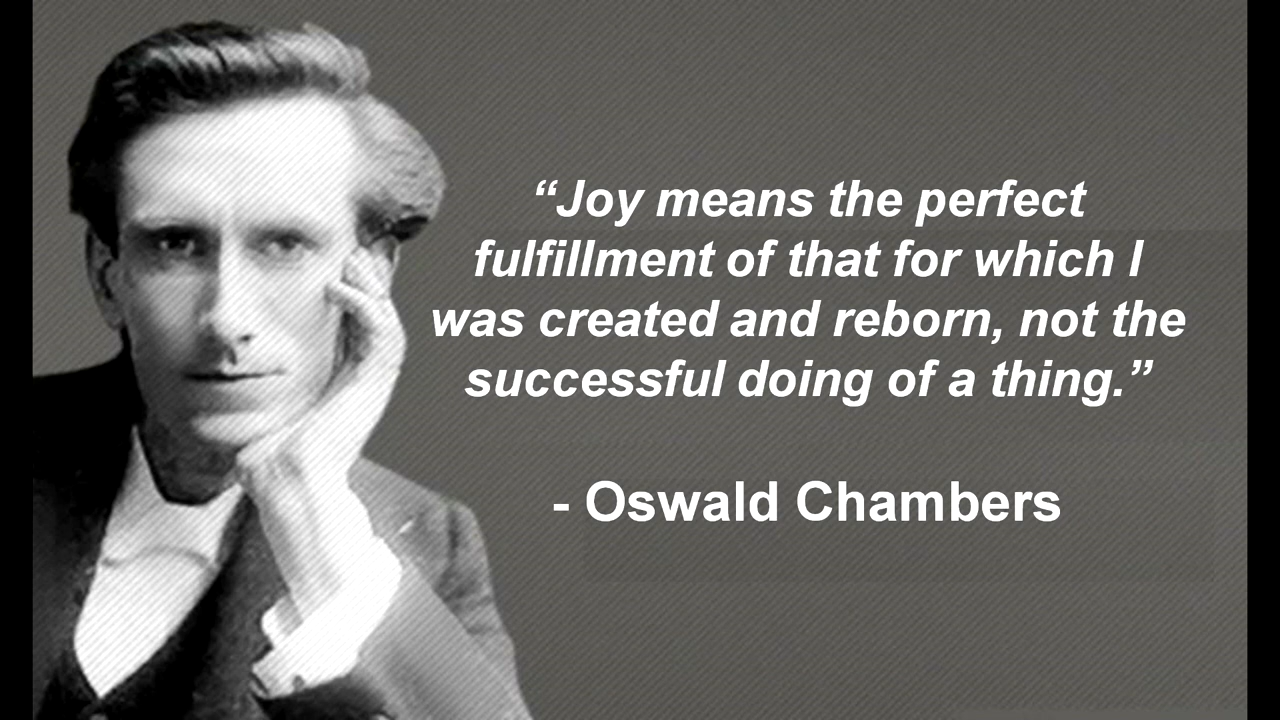 “Joy means the perfect
fulfillment of that for which I
was created and reborn, not the
successful doing of a thing.”
- Oswald Chambers